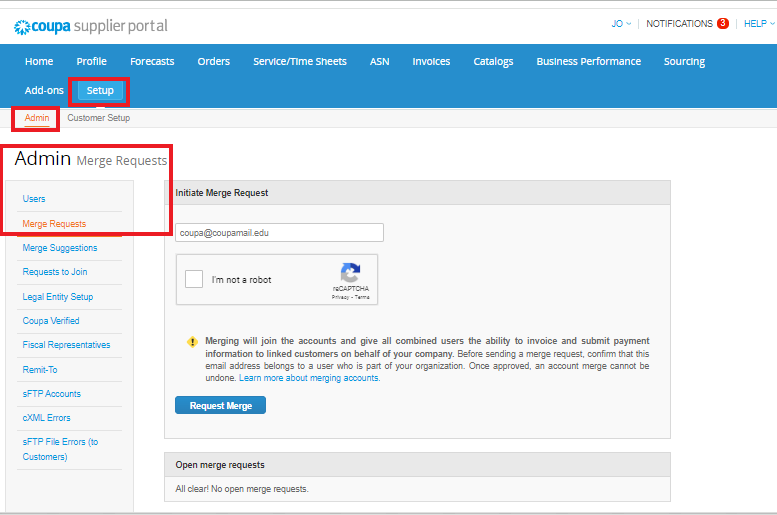 coupa supplier portal
JO NOTIFICATIONS 3 HELP
Home Profile Forecasts Orders Service/Time Sheets ASN Invoices Catalogs Business Performance Sourcing
Add-ons Setup
Admin Customer Setup
Admin Merge Requests
Users
Merge Requests
Merge Suggestions
Requests to Join
Legal Entity Setup
Coupa Verified
Fiscal Representatives
Remit-To
sFTP Accounts
cXML Errors
sFTP File Errors (to
Customers)
Initiate Merge Request
coupa@coupamail.edu
I'm not a robot
reCAPTCHA
Privacy - Terms
Merging will join the accounts and give all combined users the ability to invoice and submit payment
information to linked customers on behalf of your company. Before sending a merge request, confirm that this
email address belongs to a user who is part of your organization. Once approved, an account merge cannot be
undone. Learn more about merging accounts.
Request Merge
Open merge requests
All clear! No open merge requests.